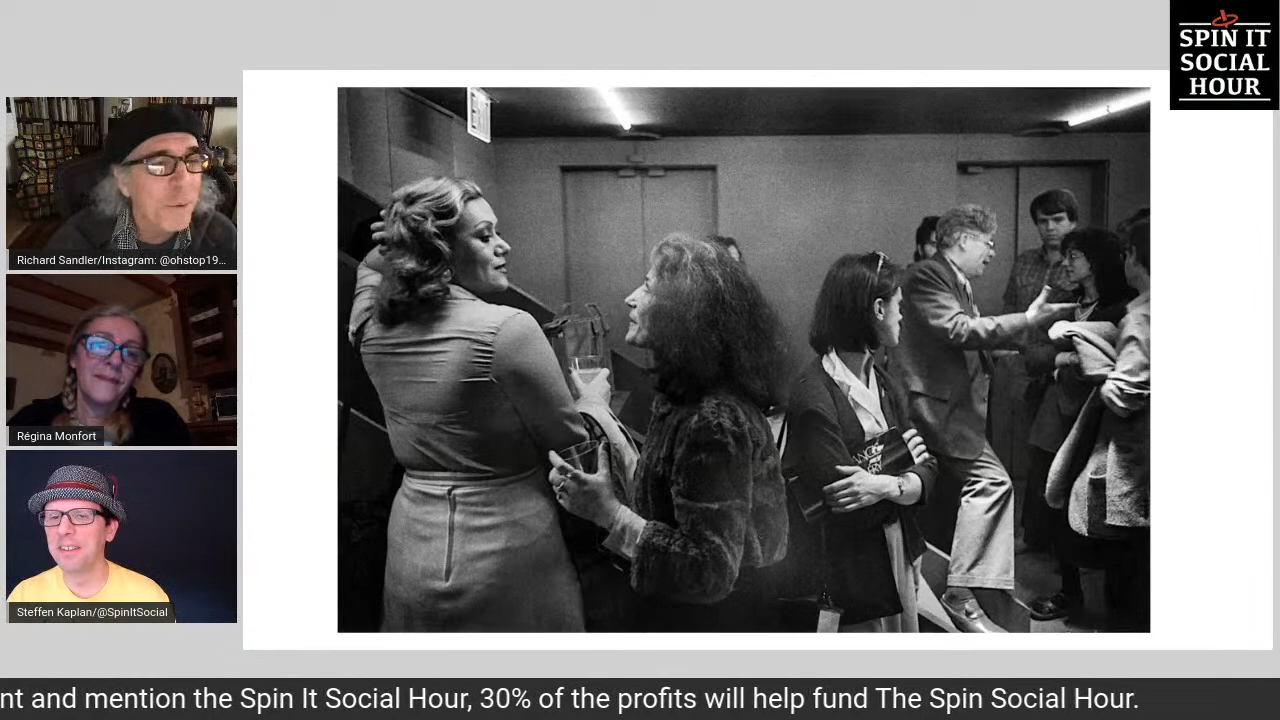 SPIN IT
SOCIAL
HOUR
Richard Sandler/Instagram: @ohstop19...
Régina Monfort
Steffen Kaplan/@SpinItSocial
EXIT
nt and mention the Spin It Social Hour, 30% of the profits will help fund The Spin Social Hour.